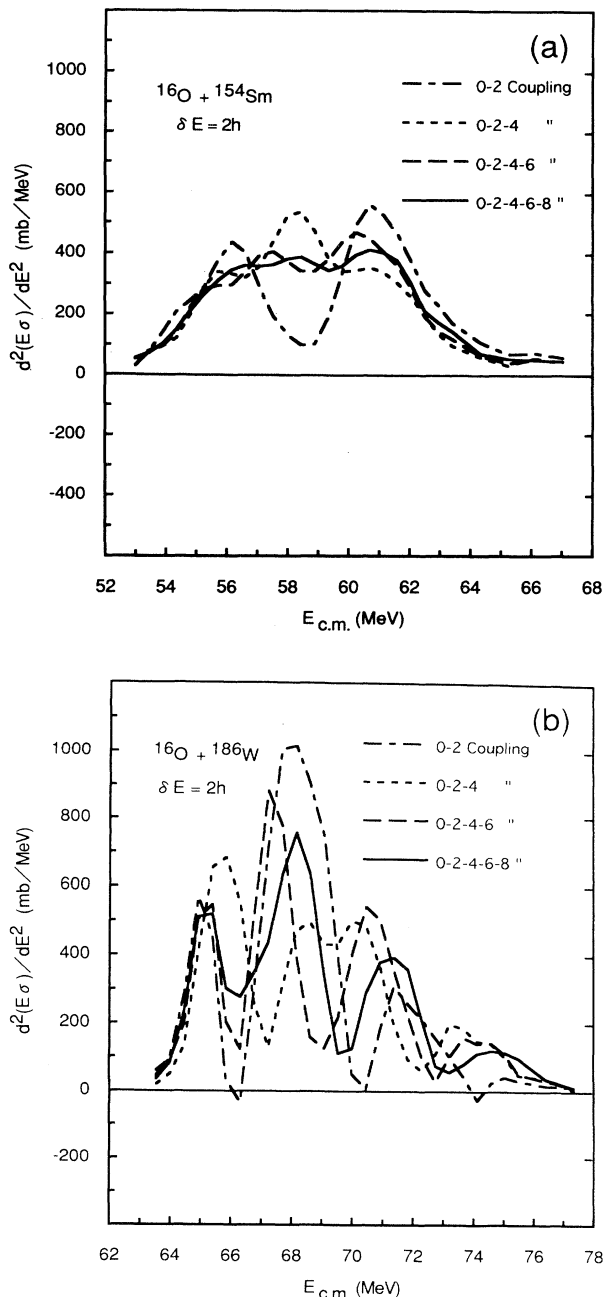 (a)
1000
800
600
400
200
0
-200
-400
d²(Eσ)/dE² (mb/MeV)
¹⁶O + ¹⁵⁴Sm
δE = 2h
0-2 Coupling
0-2-4 "
0-2-4-6 "
0-2-4-6-8 "
52 54 56 58 60 62 64 66 68
E c.m. (MeV)
(b)
1000
800
600
400
200
0
-200
d²(Eσ)/dE² (mb/MeV)
¹⁶O + ¹⁸⁶W
δE = 2h
0-2 Coupling
0-2-4 "
0-2-4-6 "
0-2-4-6-8 "
62 64 66 68 70 72 74 76 78
E c.m. (MeV)